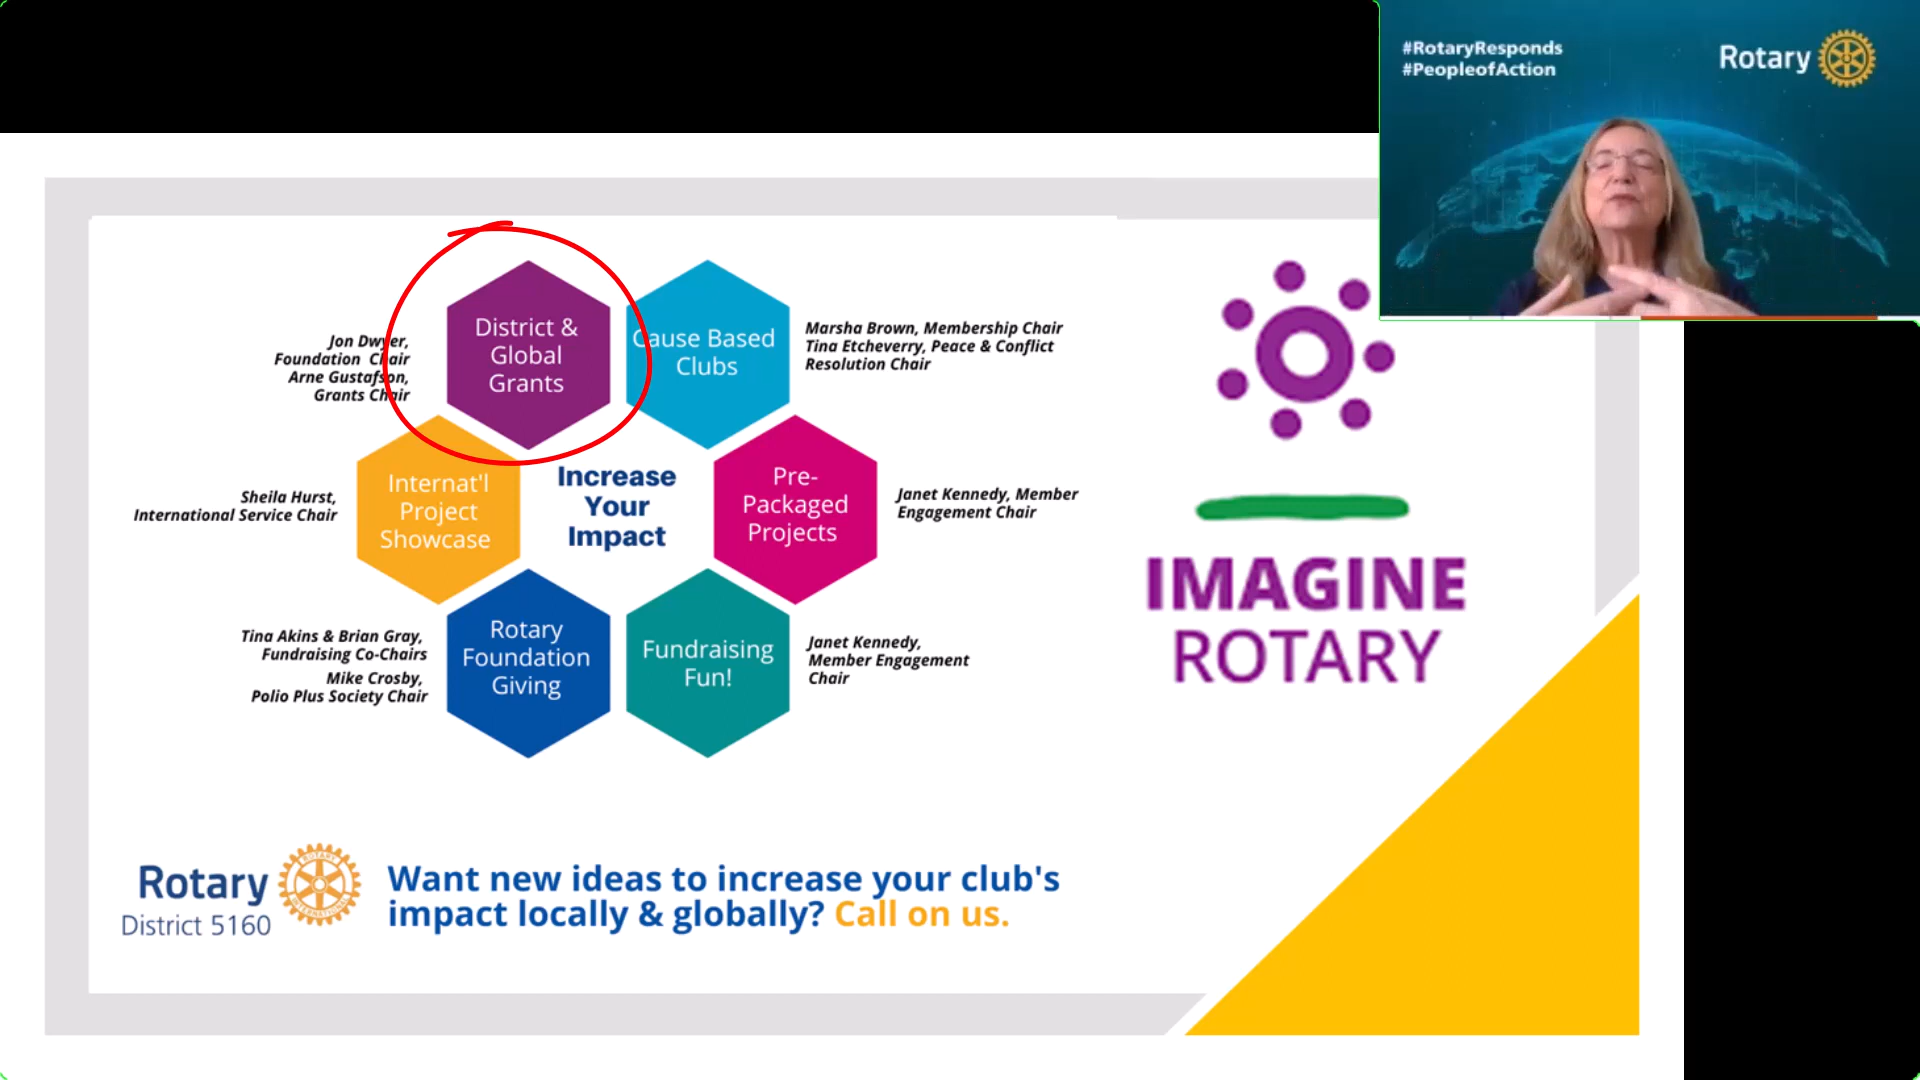 #RotaryResponds
#PeopleofAction
Rotary
District &
Global
Grants
Jon Dwyer,
Foundation Chair
Arne Gustafson,
Grants Chair
Cause Based
Clubs
Marsha Brown, Membership Chair
Tina Etcheverry, Peace & Conflict
Resolution Chair
Internat'l
Project
Showcase
Sheila Hurst,
International Service Chair
Increase
Your
Impact
Pre-
Packaged
Projects
Janet Kennedy, Member
Engagement Chair
Rotary
Foundation
Giving
Tina Akins & Brian Gray,
Fundraising Co-Chairs
Mike Crosby,
Polio Plus Society Chair
Fundraising
Fun!
Janet Kennedy,
Member Engagement
Chair
IMAGINE
ROTARY
Rotary
District 5160
ROTARY
INTERNATIONAL
Want new ideas to increase your club's
impact locally & globally? Call on us.